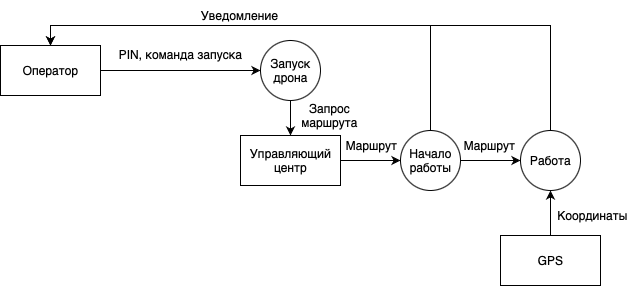 Уведомление
Оператор
PIN, команда запуска
Запуск
дрона
Запрос
маршрута
Управляющий
центр
Маршрут
Начало
работы
Маршрут
Работа
Координаты
GPS